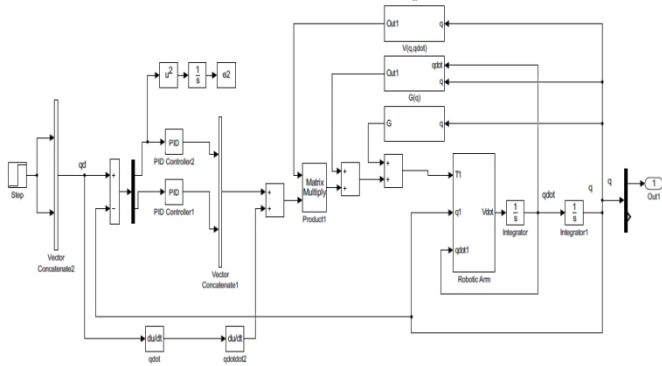 Out1
q
V(q,qdot)
qdot
Out1
q
G(q)
G
q
u²
1
s
e2
PID
PID Controller2
PID
PID Controller1
Step
qd
+
−
Vector
Concatenate2
Vector
Concatenate1
+
+
Matrix
Multiply
Product1
+
+
+
+
T1
q1
qdot1
Vdot
Robotic Arm
1
s
Integrator
qdot
1
s
Integrator1
q
q
1
Out1
du/dt
qdot
du/dt
qdotdot2